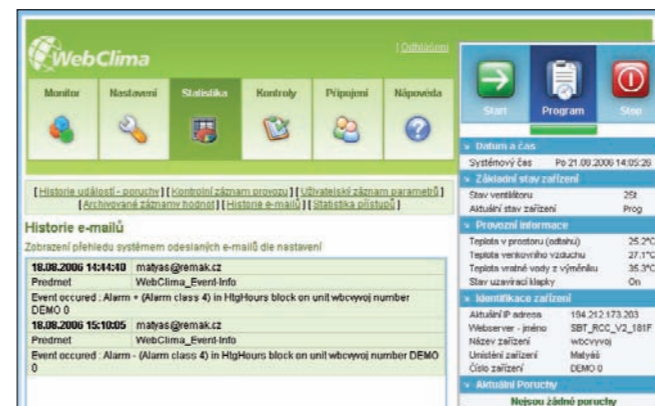 WebClima
| Odhlášení
Monitor Nastavení Statistika Kontroly Připojení Nápověda
[ Historie událostí - poruchy ] [ Kontrolní záznam provozu ] [ Uživatelský záznam parametrů ]
[ Archivované záznamy hodnot ] [ Historie e-mailů ] [ Statistika přístupů ]
Historie e-mailů
Zobrazení přehledu systémem odeslaných e-mailů dle nastavení
18.08.2006 14:44:40 matyas@remak.cz
Predmet WebClima_Event-Info
Event occured : Alarm + (Alarm class 4) in HtgHours block on unit wbcvyvoj number
DEMO 0
18.08.2006 15:10:05 matyas@remak.cz
Predmet WebClima_Event-Info
Event occured : Alarm - (Alarm class 4) in HtgHours block on unit wbcvyvoj number DEMO
0
Start Program Stop
» Datum a čas
Systémový čas Po 21.08.2006 14:05:26
» Základní stav zařízení
Stav ventilátoru 2St
Aktuální stav zařízení Prog
» Provozní informace
Teplota v prostoru (odtahu) 25.2°C
Teplota venkovního vzduchu 27.1°C
Teplota vratné vody z výměníku 35.3°C
Stav uzavírací klapky On
» Identifikace zařízení
Aktuální IP adresa 194.212.173.203
Webserver - jméno SBT_RCC_V2_181F
Název zařízení wbcvyvoj
Umístění zařízení Matyáš
Číslo zařízení DEMO 0
» Aktuální Poruchy
Nejsou žádné poruchy